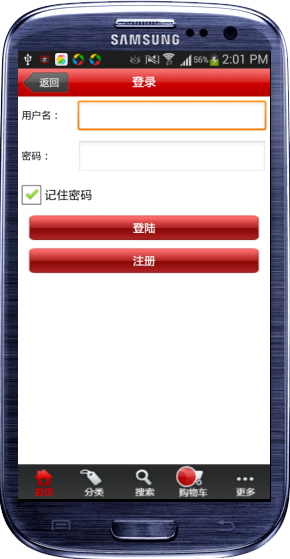 SAMSUNG
56% 2:01 PM
返回 登录
用户名：
密码：
记住密码
登陆
注册
首页 分类 搜索 购物车 更多